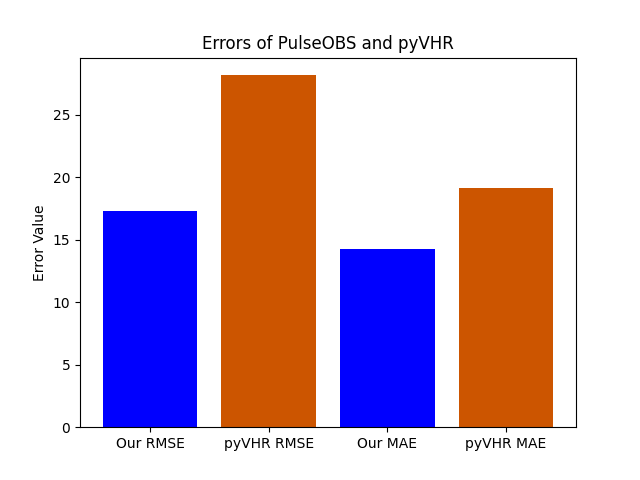 Errors of PulseOBS and pyVHR
Error Value
25
20
15
10
5
0
Our RMSE
pyVHR RMSE
Our MAE
pyVHR MAE